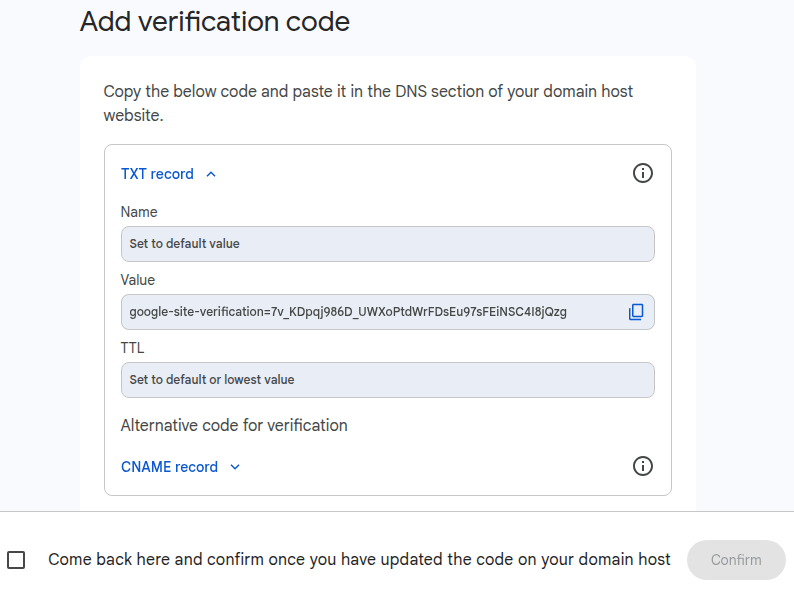 Add verification code
Copy the below code and paste it in the DNS section of your domain host
website.
TXT record
Name
Set to default value
Value
google-site-verification=7v_KDpqj986D_UWXoPtdWrFDsEu97sFEiNSC4I8jQzg
TTL
Set to default or lowest value
Alternative code for verification
CNAME record
Come back here and confirm once you have updated the code on your domain host
Confirm